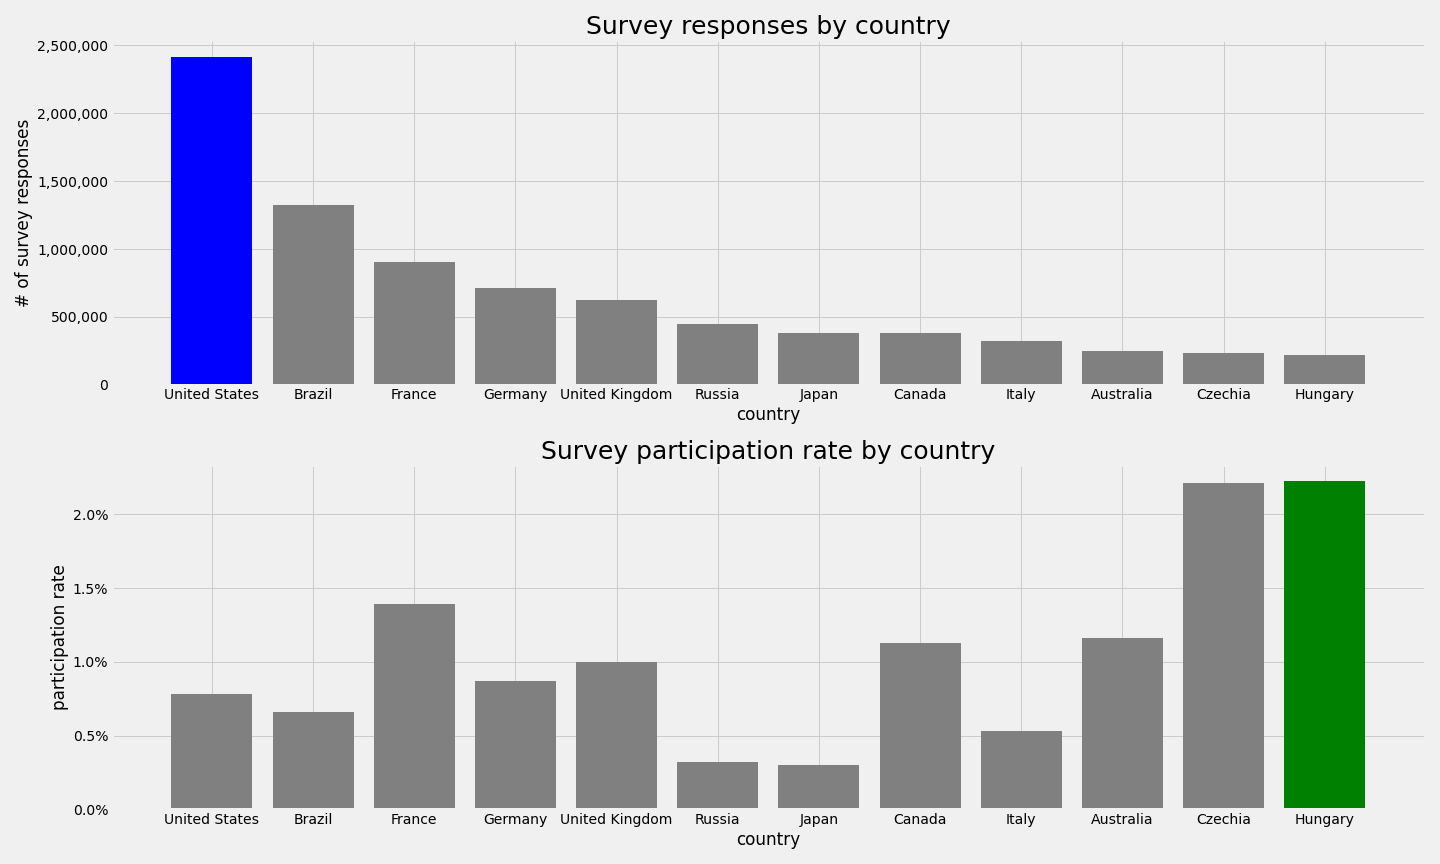 Survey responses by country
# of survey responses
2,500,000
2,000,000
1,500,000
1,000,000
500,000
0
United States Brazil France Germany United Kingdom Russia Japan Canada Italy Australia Czechia Hungary
country
Survey participation rate by country
participation rate
2.0%
1.5%
1.0%
0.5%
0.0%
United States Brazil France Germany United Kingdom Russia Japan Canada Italy Australia Czechia Hungary
country